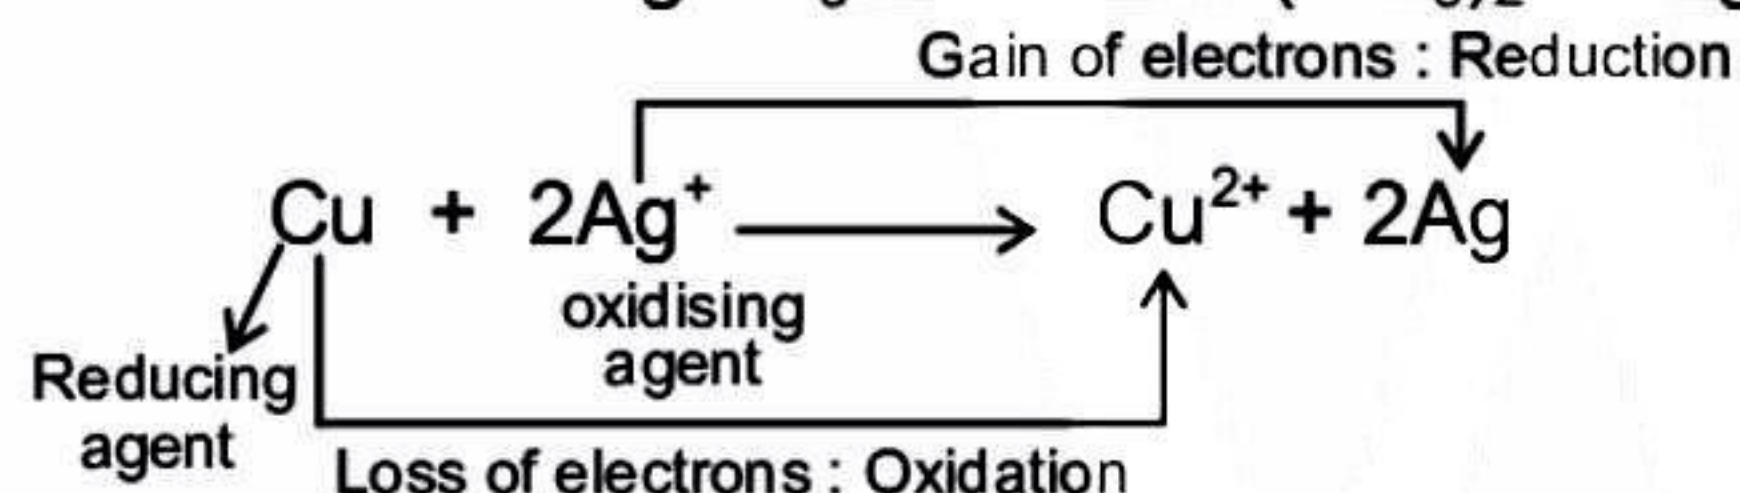 Gain of electrons : Reduction
Cu + 2Ag⁺ ⟶ Cu²⁺ + 2Ag
oxidising
agent
Reducing
agent
Loss of electrons : Oxidation